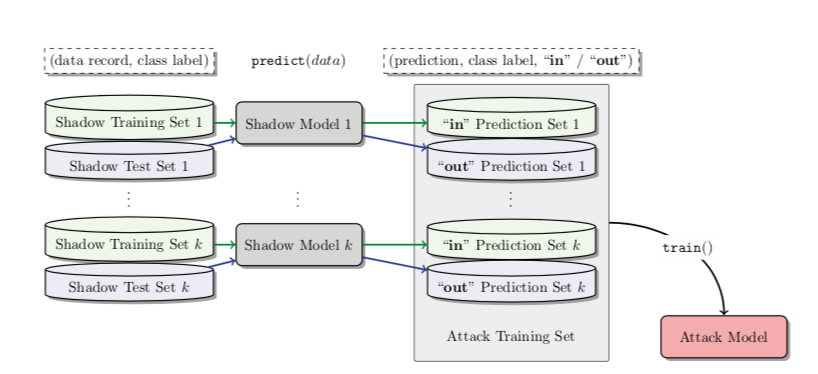 (data record, class label)
predict(data)
(prediction, class label, “in” / “out”)
Shadow Training Set 1
Shadow Model 1
“in” Prediction Set 1
Shadow Test Set 1
“out” Prediction Set 1
⋮
⋮
⋮
Shadow Training Set k
Shadow Model k
“in” Prediction Set k
Shadow Test Set k
“out” Prediction Set k
train()
Attack Training Set
Attack Model